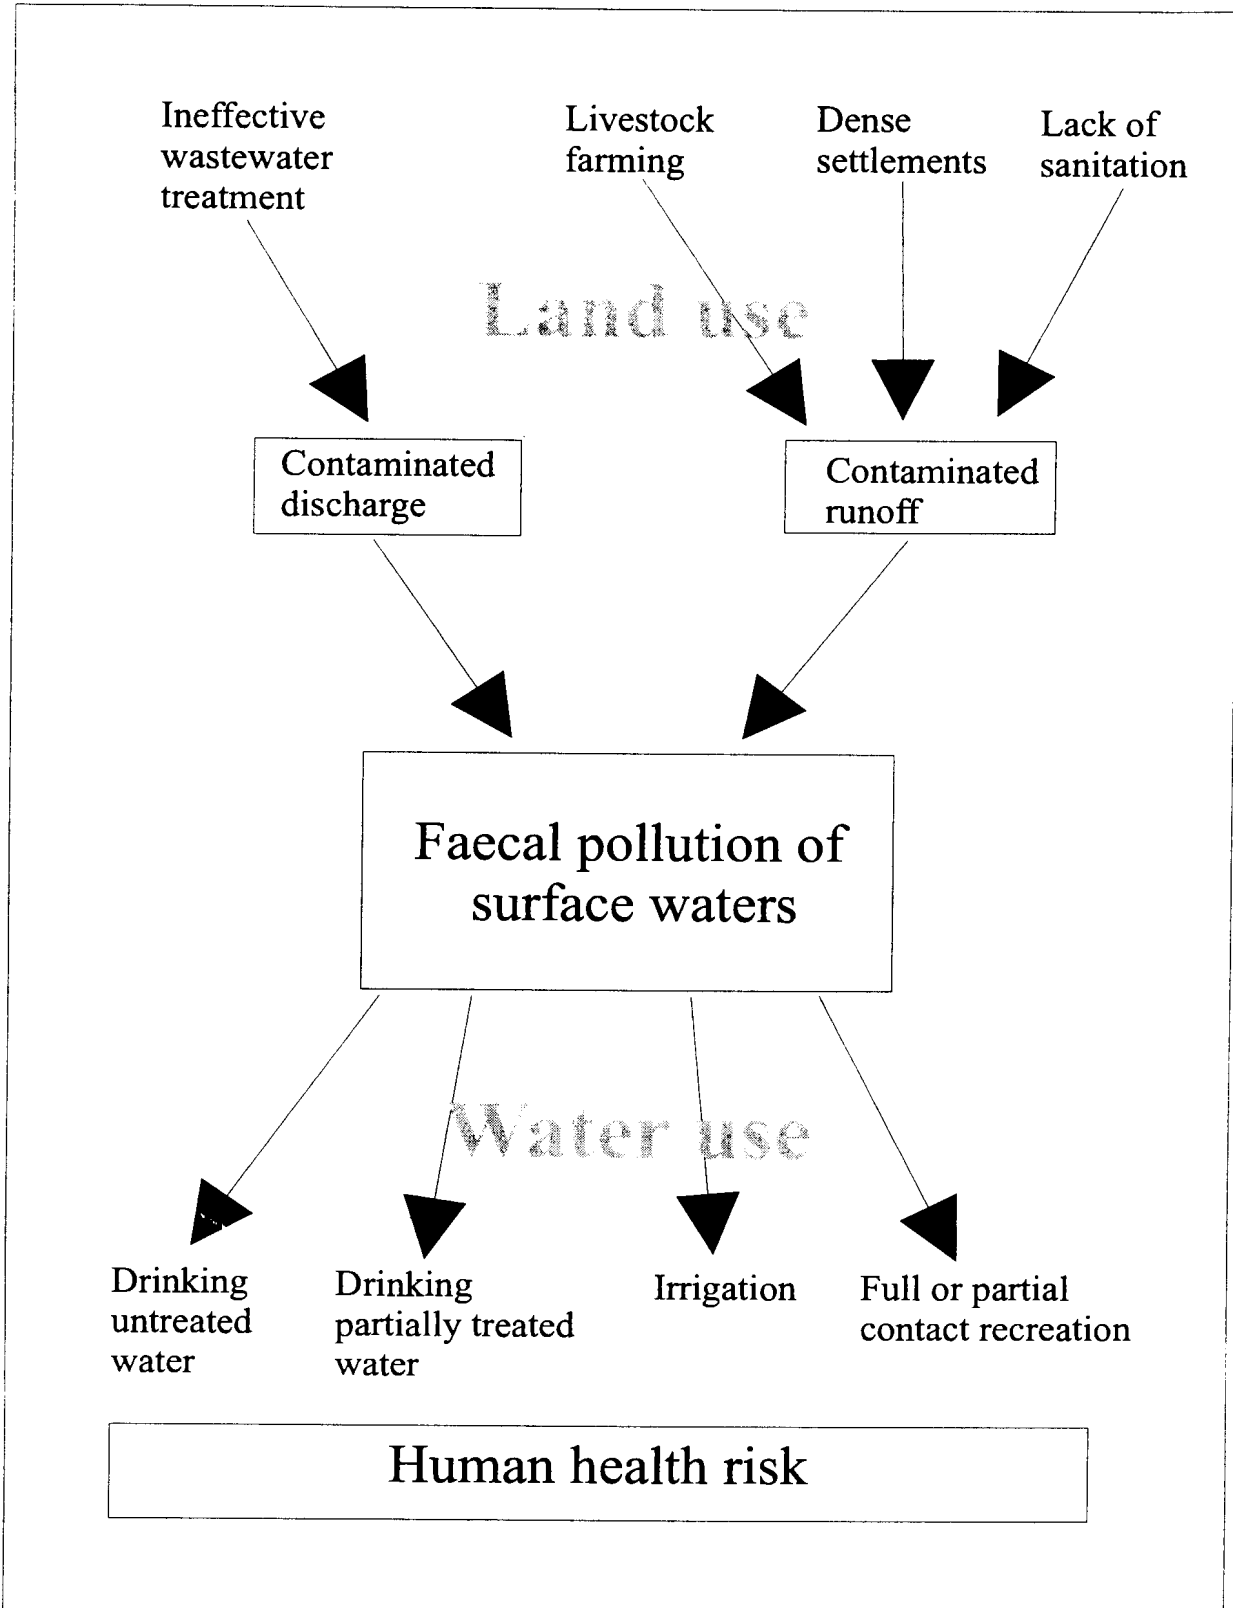 Ineffective
wastewater
treatment
Livestock
farming
Dense
settlements
Lack of
sanitation
Land use
Contaminated
discharge
Contaminated
runoff
Faecal pollution of
surface waters
Water use
Drinking
untreated
water
Drinking
partially treated
water
Irrigation
Full or partial
contact recreation
Human health risk